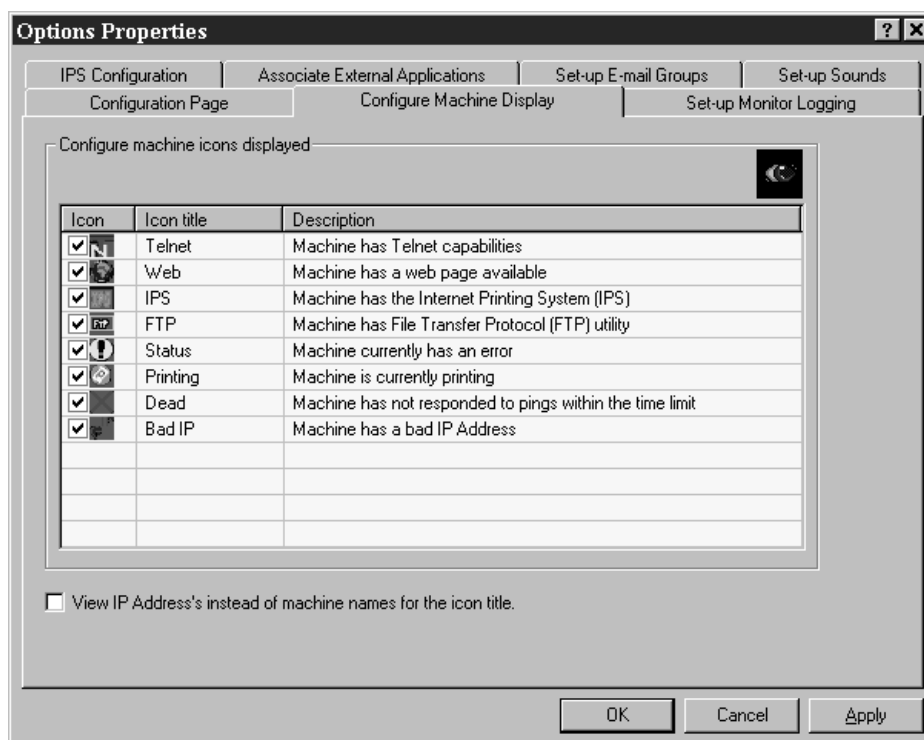 Options Properties
IPS Configuration Associate External Applications Set-up E-mail Groups Set-up Sounds
Configuration Page Configure Machine Display Set-up Monitor Logging
Configure machine icons displayed
Icon Icon title Description
Telnet Machine has Telnet capabilities
Web Machine has a web page available
IPS Machine has the Internet Printing System (IPS)
FTP FTP Machine has File Transfer Protocol (FTP) utility
Status Machine currently has an error
Printing Machine is currently printing
Dead Machine has not responded to pings within the time limit
Bad IP Machine has a bad IP Address
View IP Address's instead of machine names for the icon title.
OK Cancel Apply